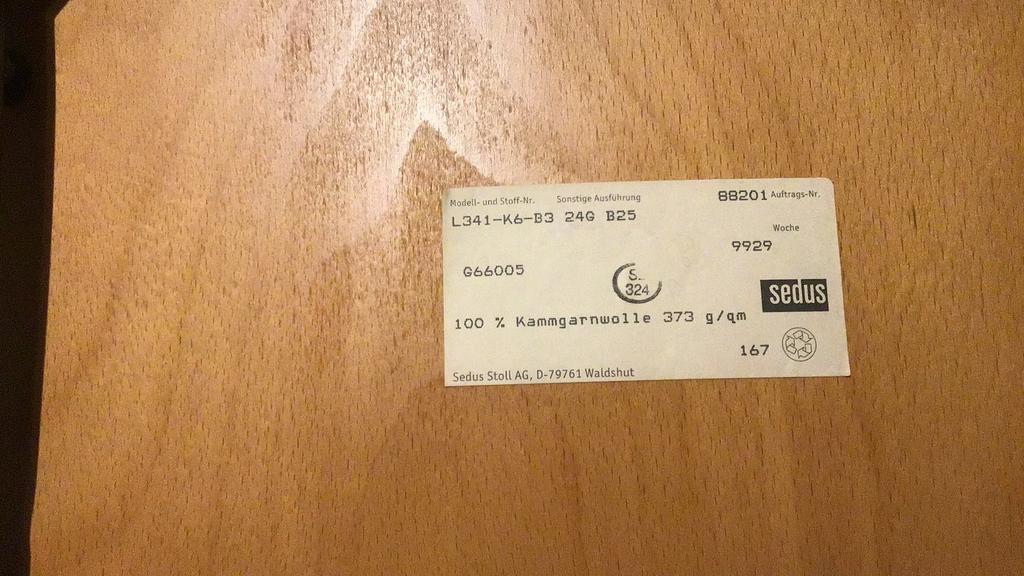 Modell- und Stoff-Nr. Sonstige Ausführung 88201 Auftrags-Nr.
L341-K6-B3 24G B25
Woche
9929
G66005
S.
324
sedus
100 % Kammgarnwolle 373 g/qm
167
Sedus Stoll AG, D-79761 Waldshut